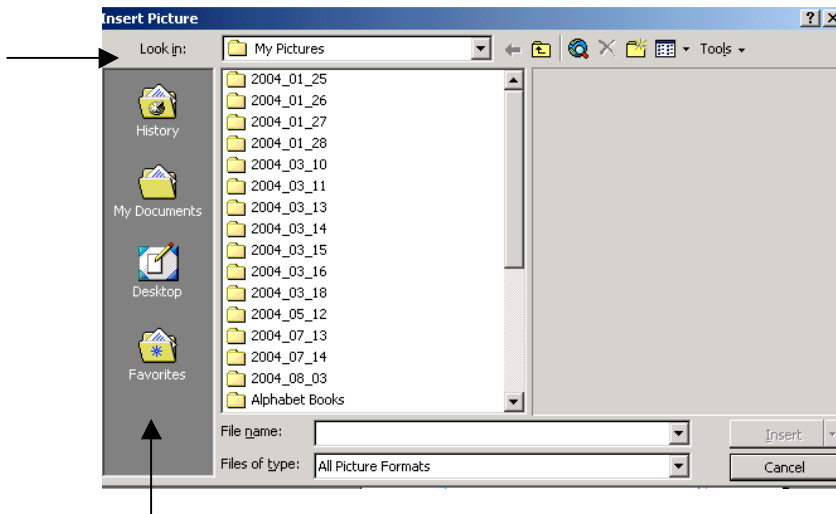 Insert Picture
Look in: My Pictures Tools
History
My Documents
Desktop
Favorites
2004_01_25
2004_01_26
2004_01_27
2004_01_28
2004_03_10
2004_03_11
2004_03_13
2004_03_14
2004_03_15
2004_03_16
2004_03_18
2004_05_12
2004_07_13
2004_07_14
2004_08_03
Alphabet Books
File name: Insert
Files of type: All Picture Formats Cancel